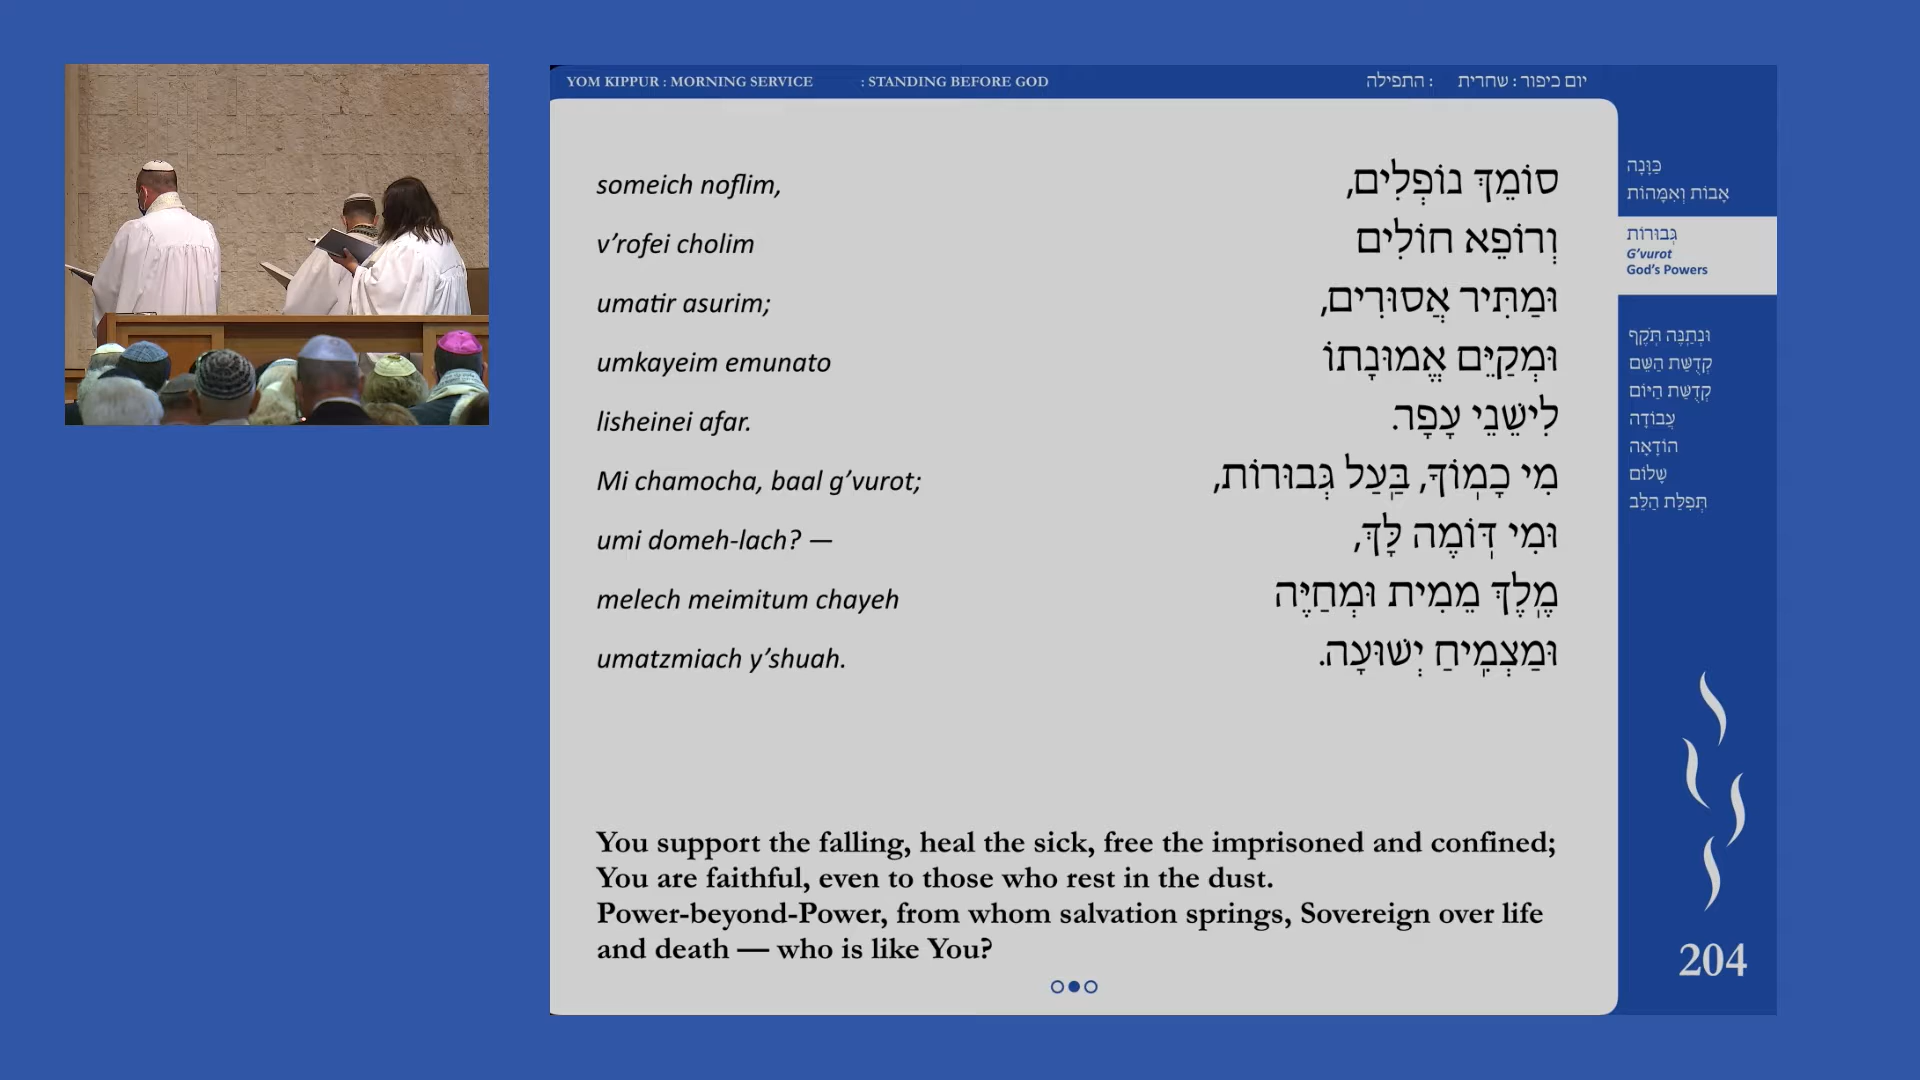 YOM KIPPUR : MORNING SERVICE : STANDING BEFORE GOD
יום כיפור : שחרית : התפילה
someich noflim,
v’rofei cholim
umatir asurim;
umkayeim emunato
lisheinei afar.
Mi chamocha, baal g’vurot;
umi domeh-lach? —
melech meimitum chayeh
umatzmiach y’shuah.
סוֹמֵךְ נוֹפְלִים,
וְרוֹפֵא חוֹלִים
וּמַתִּיר אֲסוּרִים,
וּמְקַיֵּם אֱמוּנָתוֹ
לִישֵׁנֵי עָפָר.
מִי כָמֽוֹךָ, בַּֽעַל גְּבוּרוֹת,
וּמִי דּֽוֹמֶה לָּךְ,
מֶֽלֶךְ מֵמִית וּמְחַיֶּה
וּמַצְמִֽיחַ יְשׁוּעָה.
You support the falling, heal the sick, free the imprisoned and confined;
You are faithful, even to those who rest in the dust.
Power-beyond-Power, from whom salvation springs, Sovereign over life
and death — who is like You?
כַּוָּנָה
אָבוֹת וְאִמָּהוֹת
גְּבוּרוֹת
G’vurot
God’s Powers
וּנְתַנֶּה תֹּֽקֶף
קְדֻשַּׁת הַשֵּׁם
קְדֻשַּׁת הַיּוֹם
עֲבוֹדָה
הוֹדָאָה
שָׁלוֹם
תְּפִלַּת הַלֵּב
204